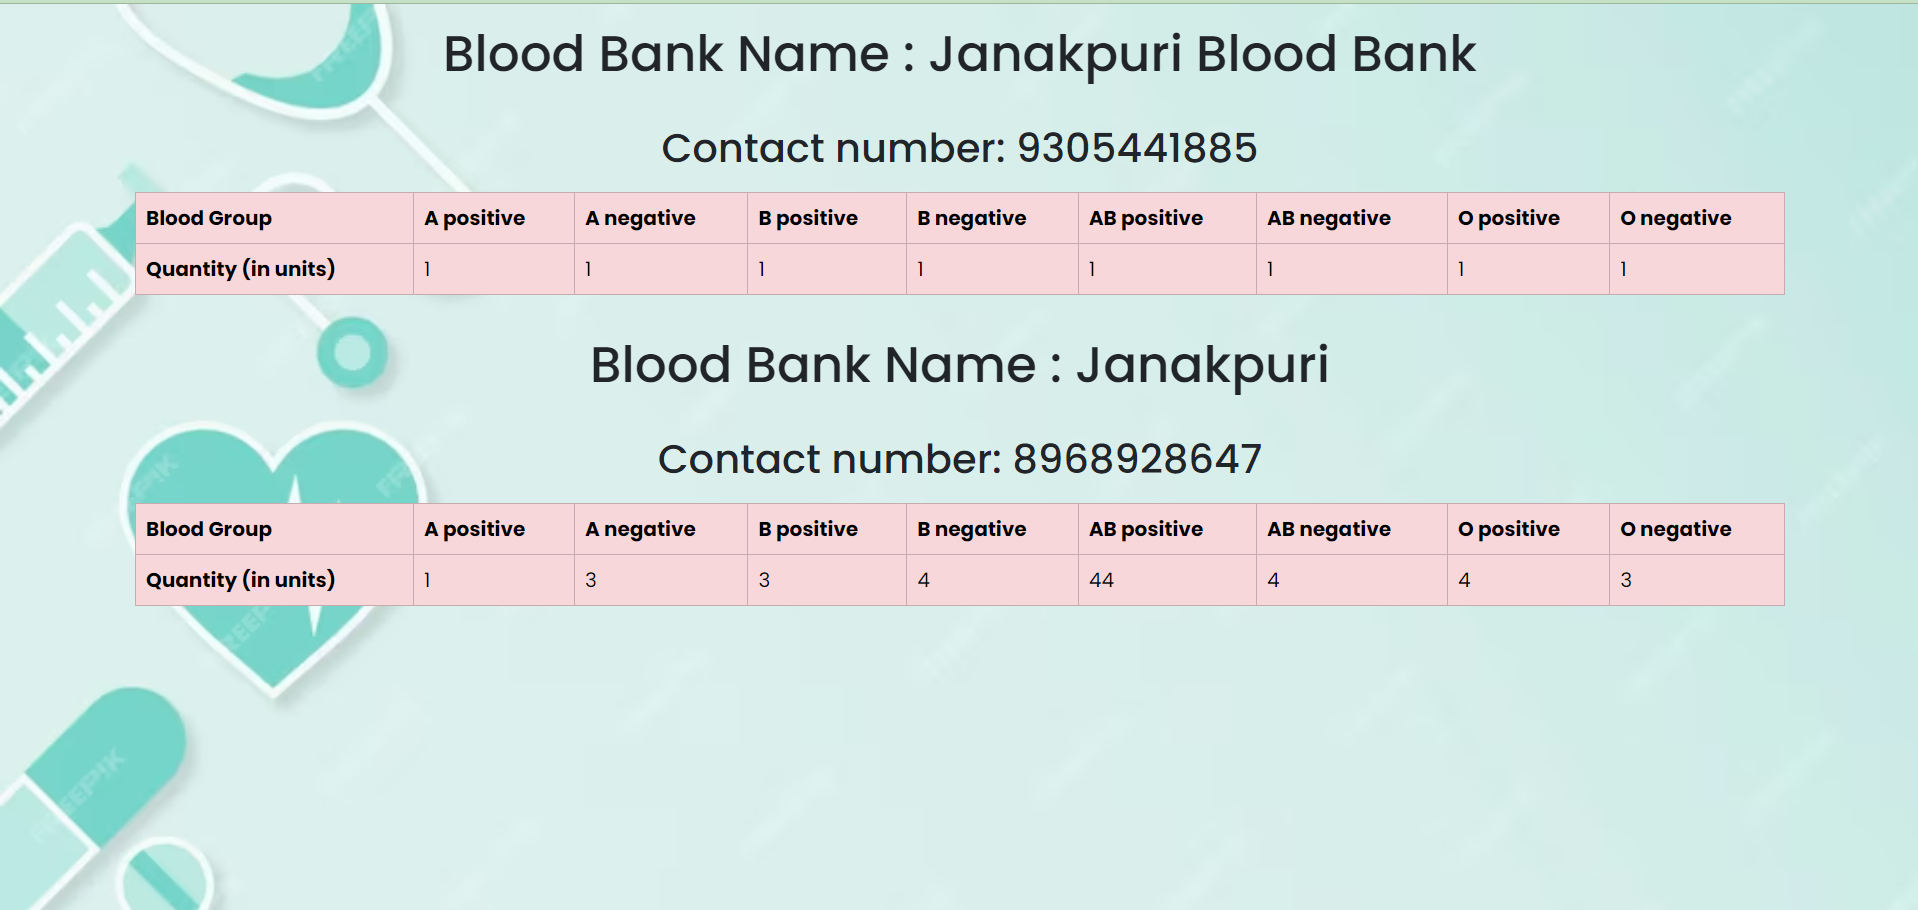 Blood Bank Name : Janakpuri Blood Bank
Contact number: 9305441885
Blood Group A positive A negative B positive B negative AB positive AB negative O positive O negative
Quantity (in units) 1 1 1 1 1 1 1 1
Blood Bank Name : Janakpuri
Contact number: 8968928647
Blood Group A positive A negative B positive B negative AB positive AB negative O positive O negative
Quantity (in units) 1 3 3 4 44 4 4 3
FREEPIK